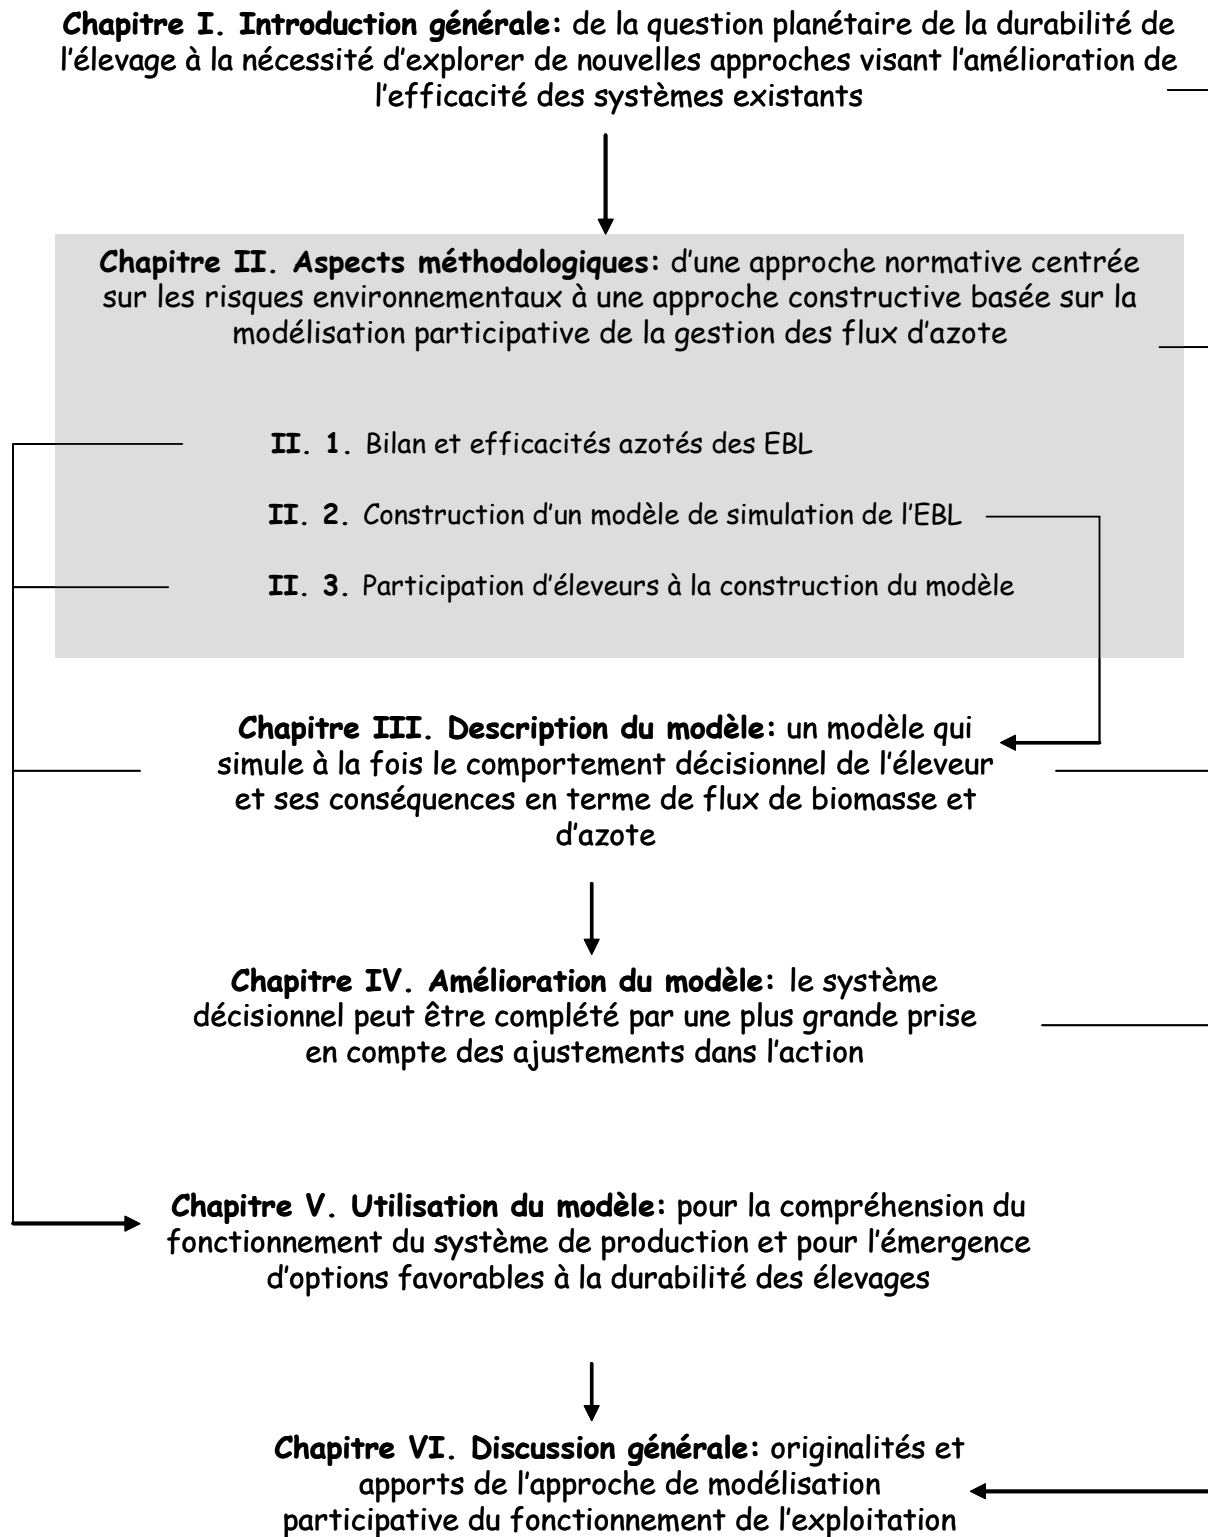 Chapitre I. Introduction générale: de la question planétaire de la durabilité de
l'élevage à la nécessité d'explorer de nouvelles approches visant l'amélioration de
l'efficacité des systèmes existants
Chapitre II. Aspects méthodologiques: d'une approche normative centrée
sur les risques environnementaux à une approche constructive basée sur la
modélisation participative de la gestion des flux d'azote
II. 1. Bilan et efficacités azotés des EBL
II. 2. Construction d'un modèle de simulation de l'EBL
II. 3. Participation d'éleveurs à la construction du modèle
Chapitre III. Description du modèle: un modèle qui
simule à la fois le comportement décisionnel de l'éleveur
et ses conséquences en terme de flux de biomasse et
d'azote
Chapitre IV. Amélioration du modèle: le système
décisionnel peut être complété par une plus grande prise
en compte des ajustements dans l'action
Chapitre V. Utilisation du modèle: pour la compréhension du
fonctionnement du système de production et pour l'émergence
d'options favorables à la durabilité des élevages
Chapitre VI. Discussion générale: originalités et
apports de l'approche de modélisation
participative du fonctionnement de l'exploitation